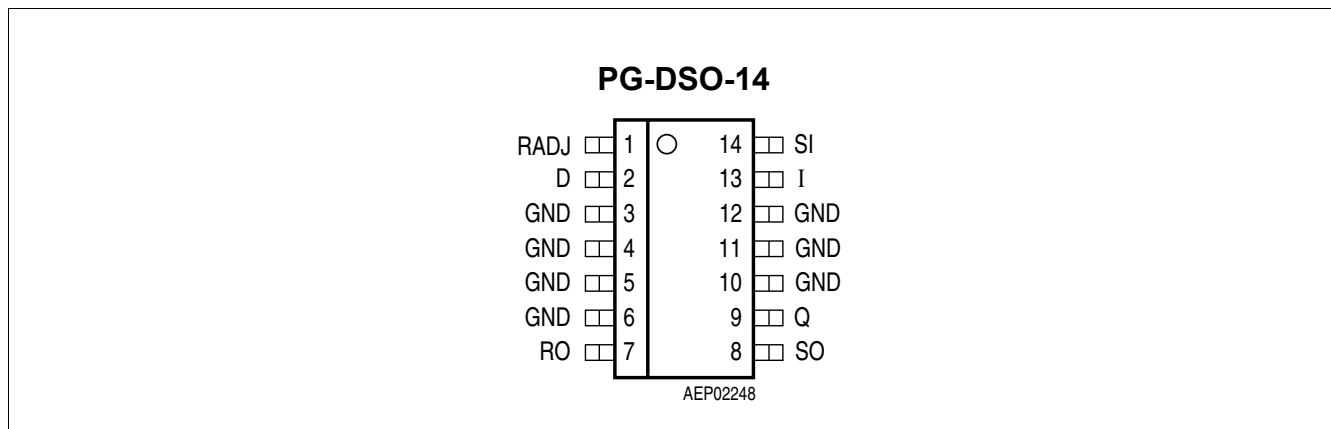 PG-DSO-14
RADJ 1 14 SI
D 2 13 I
GND 3 12 GND
GND 4 11 GND
GND 5 10 GND
GND 6 9 Q
RO 7 8 SO
AEP02248